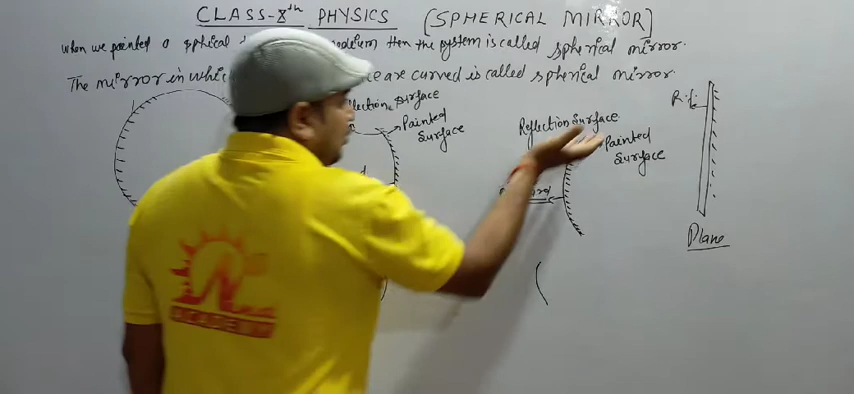 CLASS-8th PHYSICS (SPHERICAL MIRROR)
when we painted a spherical then the system is called spherical mirror.
The mirror in which are curved is called spherical mirror.
Reflection Surface
Painted
Surface
Reflection Surface
Painted
Surface
Plane
ACADEMY